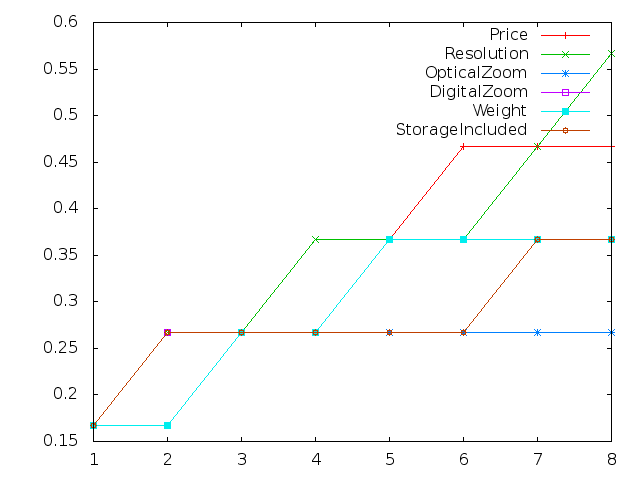 0.6
0.55
0.5
0.45
0.4
0.35
0.3
0.25
0.2
0.15
1 2 3 4 5 6 7 8
Price
Resolution
OpticalZoom
DigitalZoom
Weight
StorageIncluded